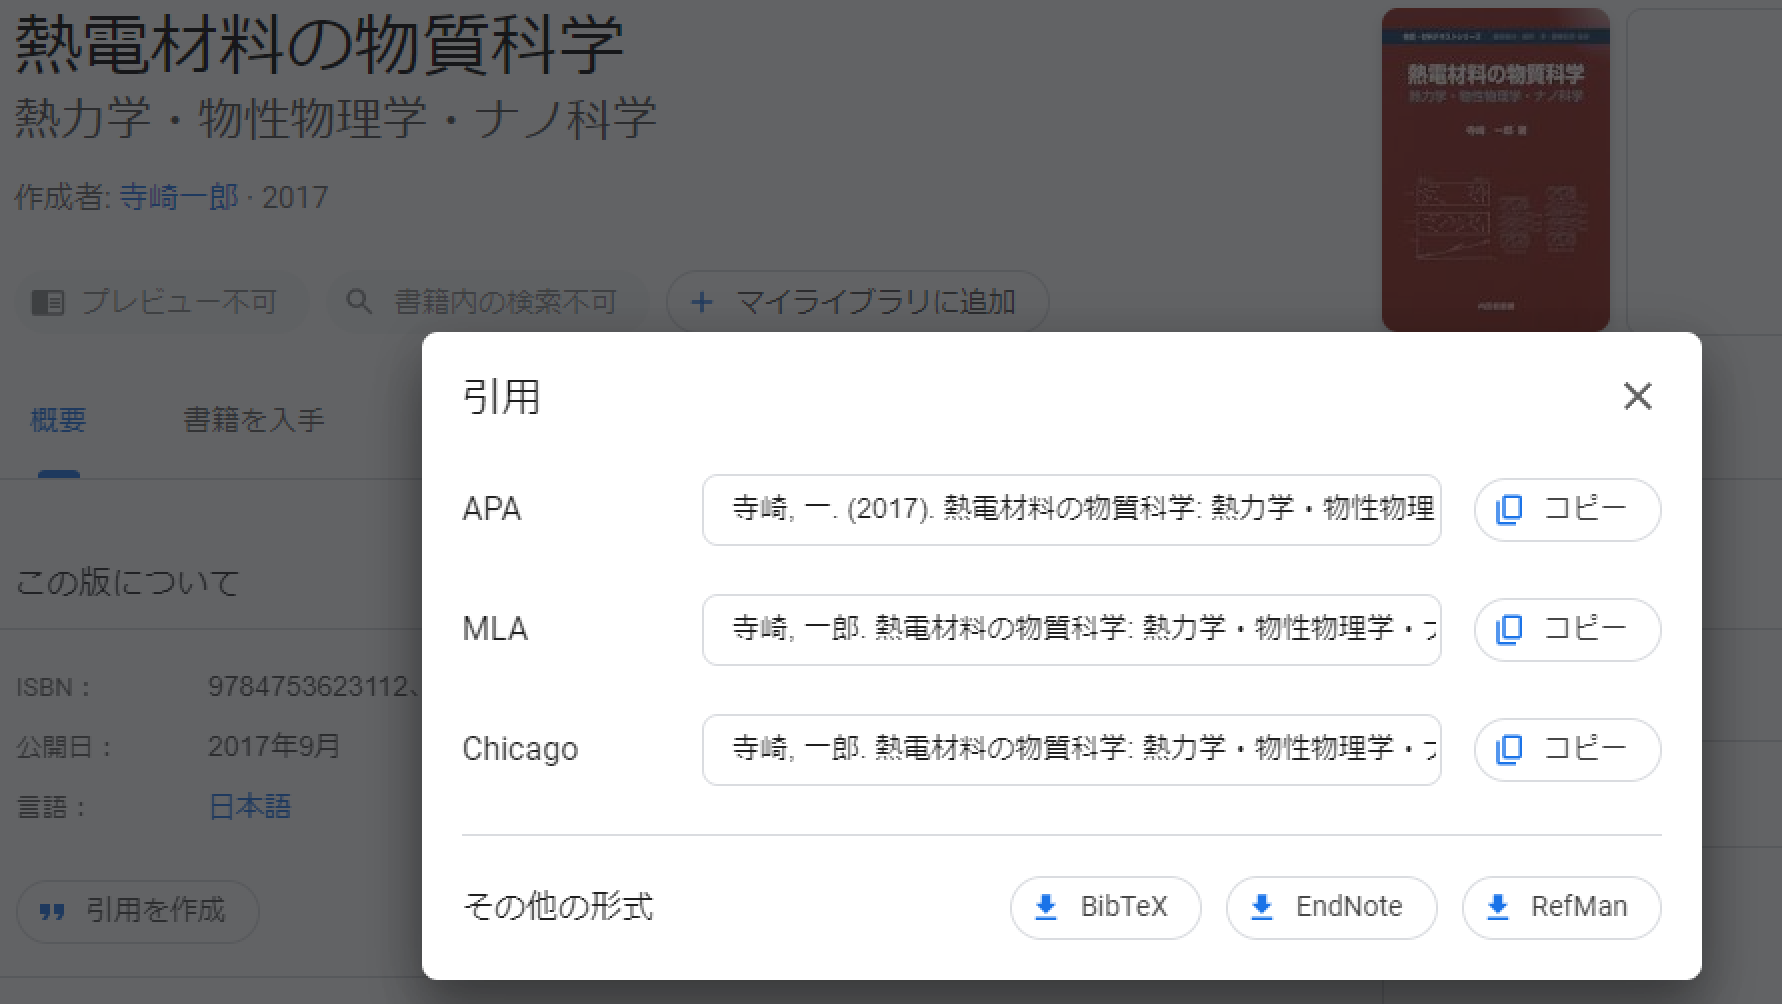 熱電材料の物質科学
熱力学・物性物理学・ナノ科学
作成者: 寺崎一郎 · 2017
プレビュー不可
書籍内の検索不可
マイライブラリに追加
熱電材料の物質科学
熱力学・物性物理学・ナノ科学
寺崎 一郎 著
概要
書籍を入手
この版について
ISBN：
9784753623112、
公開日：
2017年9月
言語：
日本語
引用を作成
引用
APA
寺崎, 一. (2017). 熱電材料の物質科学: 熱力学・物性物理
コピー
MLA
寺崎, 一郎. 熱電材料の物質科学: 熱力学・物性物理学・
コピー
Chicago
寺崎, 一郎. 熱電材料の物質科学: 熱力学・物性物理学・
コピー
その他の形式
BibTeX
EndNote
RefMan